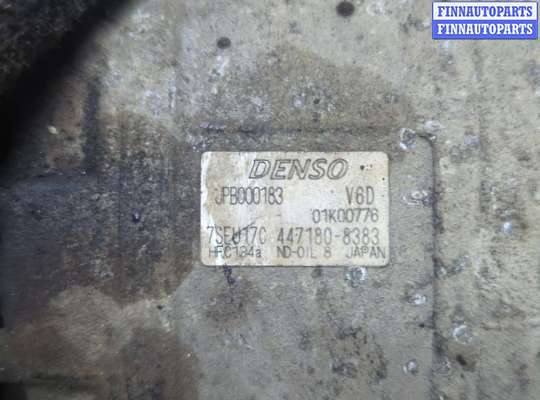 FINNAUTOPARTS
FINNAUTOPARTS
DENSO
JPB000183 V6D
01K00776
7SEU17C 447180-8383
HFC134a ND-OIL 8 JAPAN